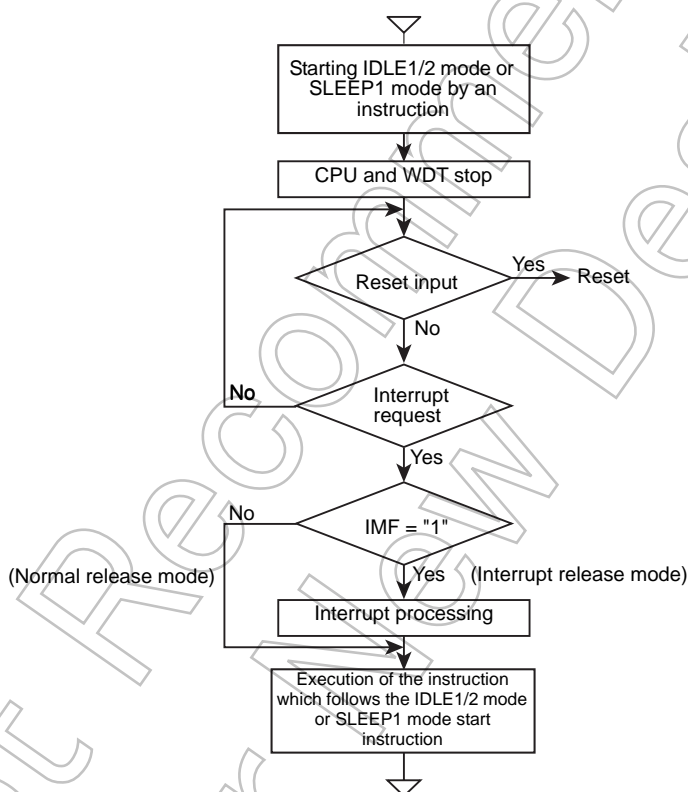 Starting IDLE1/2 mode or
SLEEP1 mode by an
instruction
CPU and WDT stop
Reset input
Yes
Reset
No
Interrupt
request
No
Yes
IMF = "1"
No
(Normal release mode)
Yes
(Interrupt release mode)
Interrupt processing
Execution of the instruction
which follows the IDLE1/2 mode
or SLEEP1 mode start
instruction